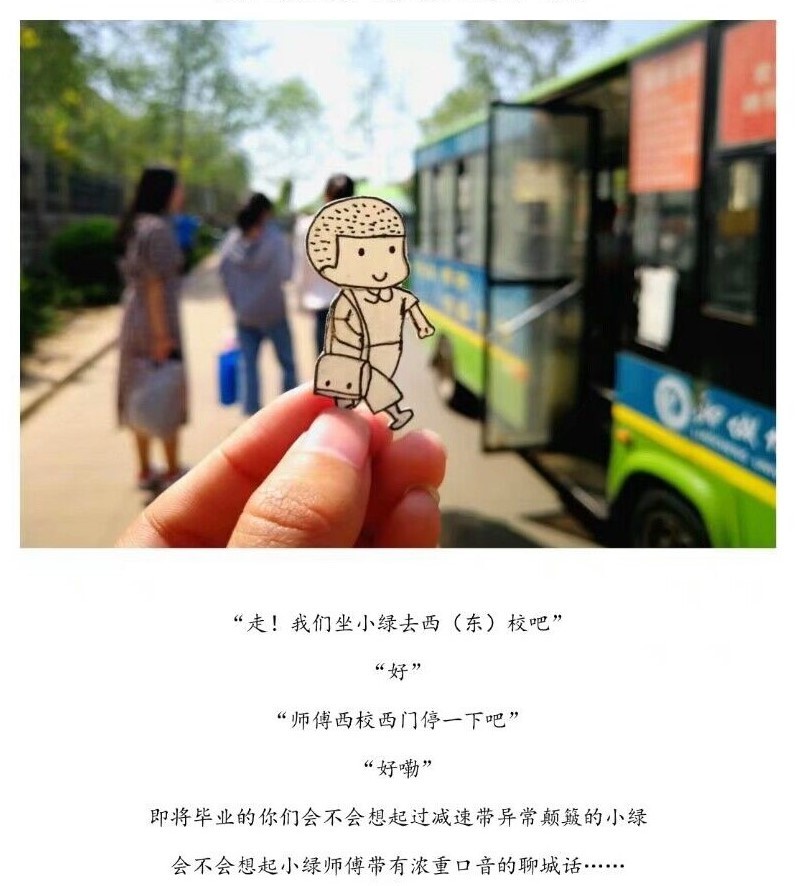 “走！我们坐小绿去西（东）校吧”
“好”
“师傅西校西门停一下吧”
“好嘞”
即将毕业的你们会不会想起过减速带异常颠簸的小绿
会不会想起小绿师傅带有浓重口音的聊城话……